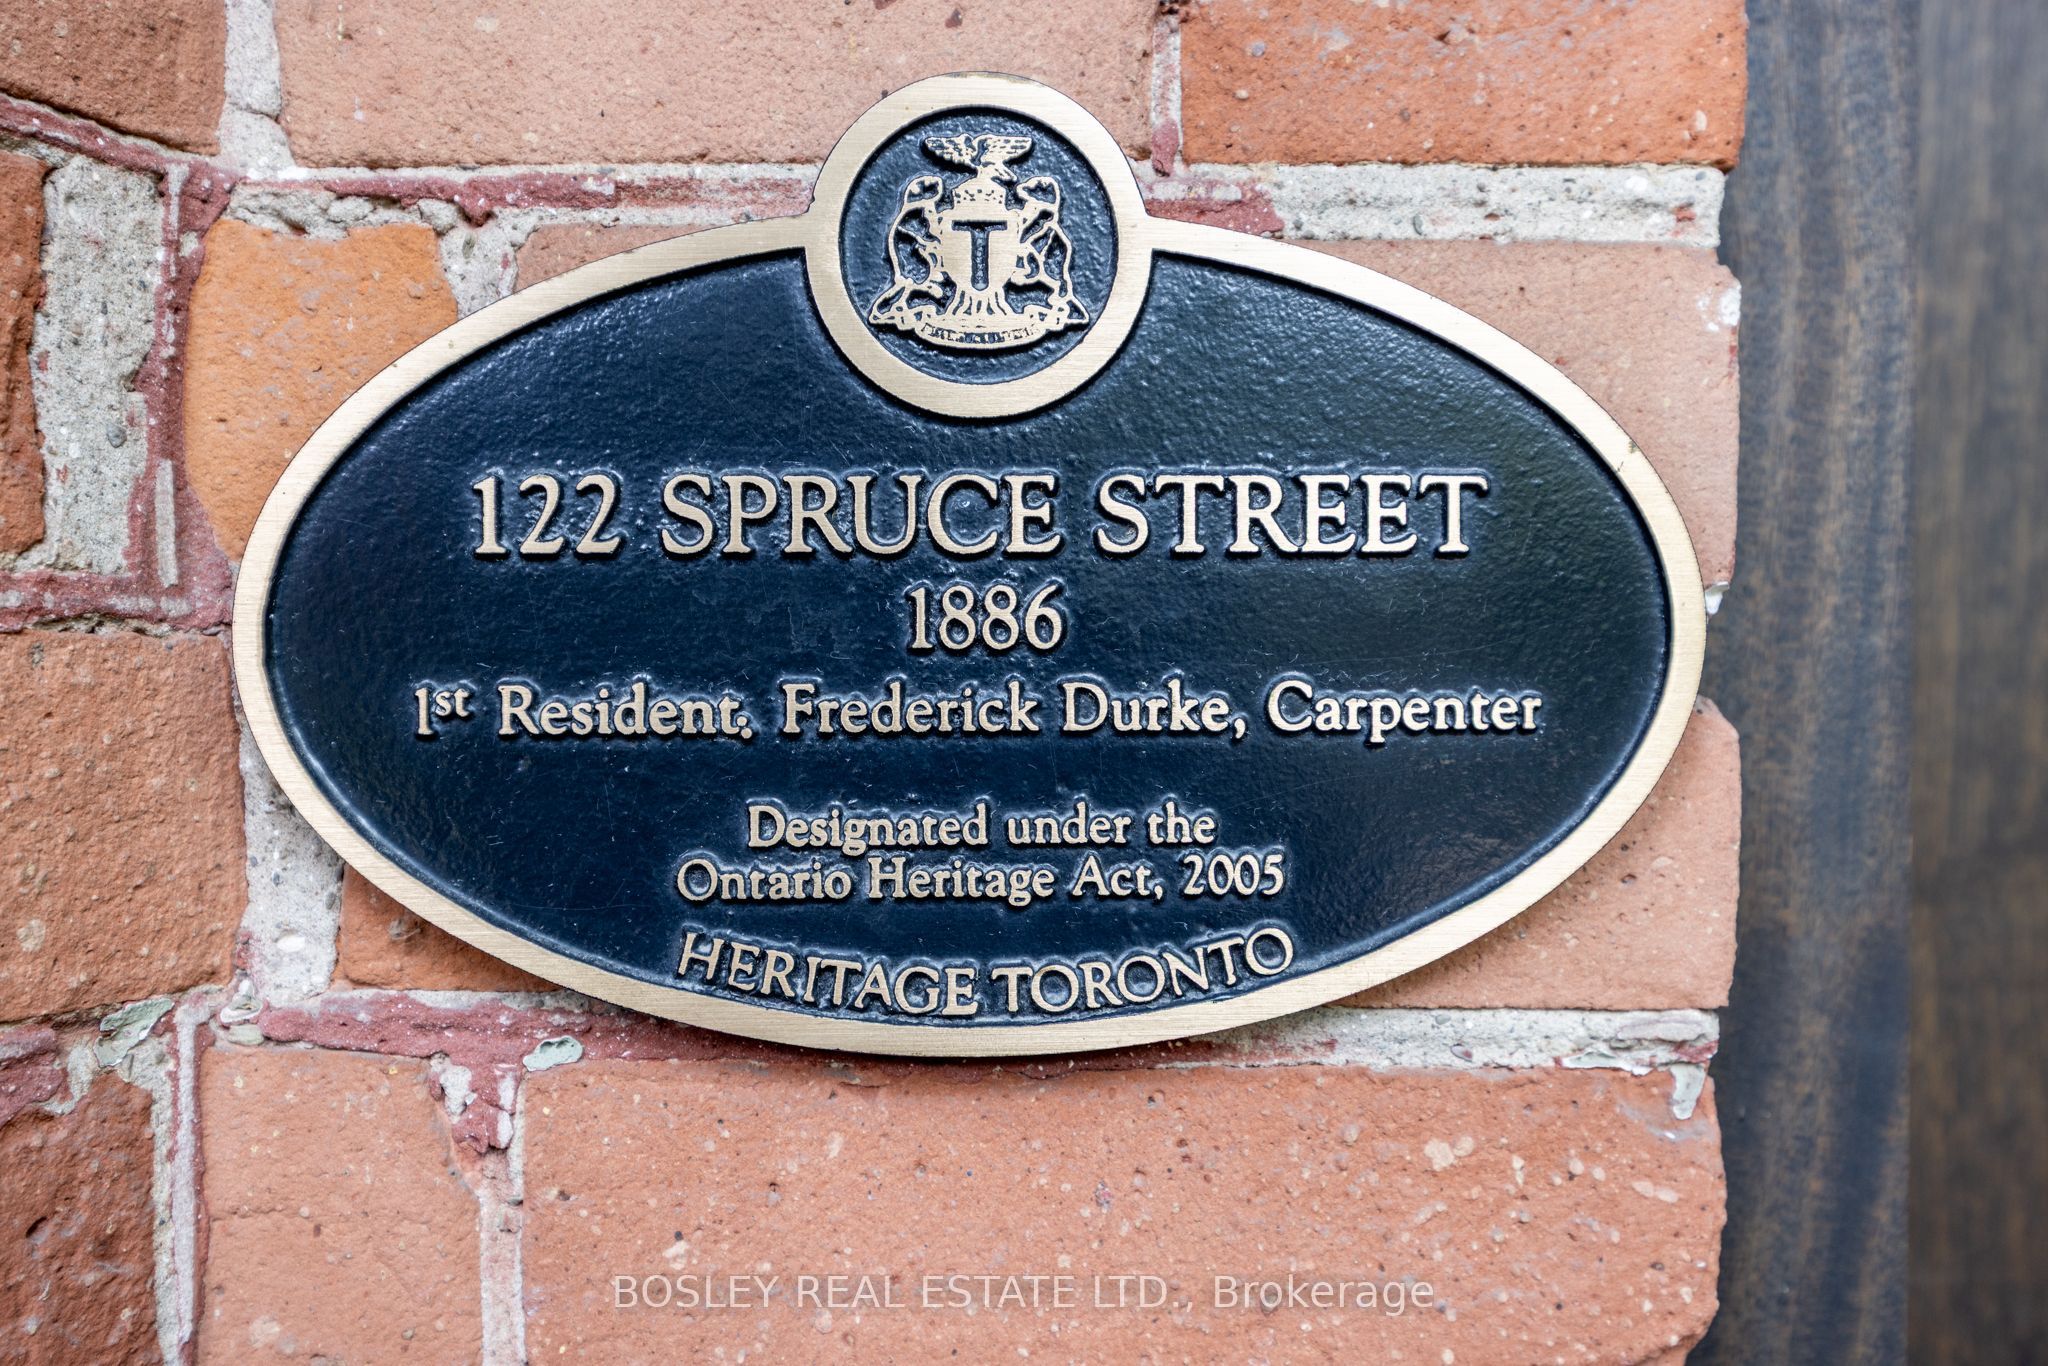 T
122 SPRUCE STREET
1886
1st Resident: Frederick Durke, Carpenter
Designated under the
Ontario Heritage Act, 2005
HERITAGE TORONTO
BOSLEY REAL ESTATE LTD., Brokerage